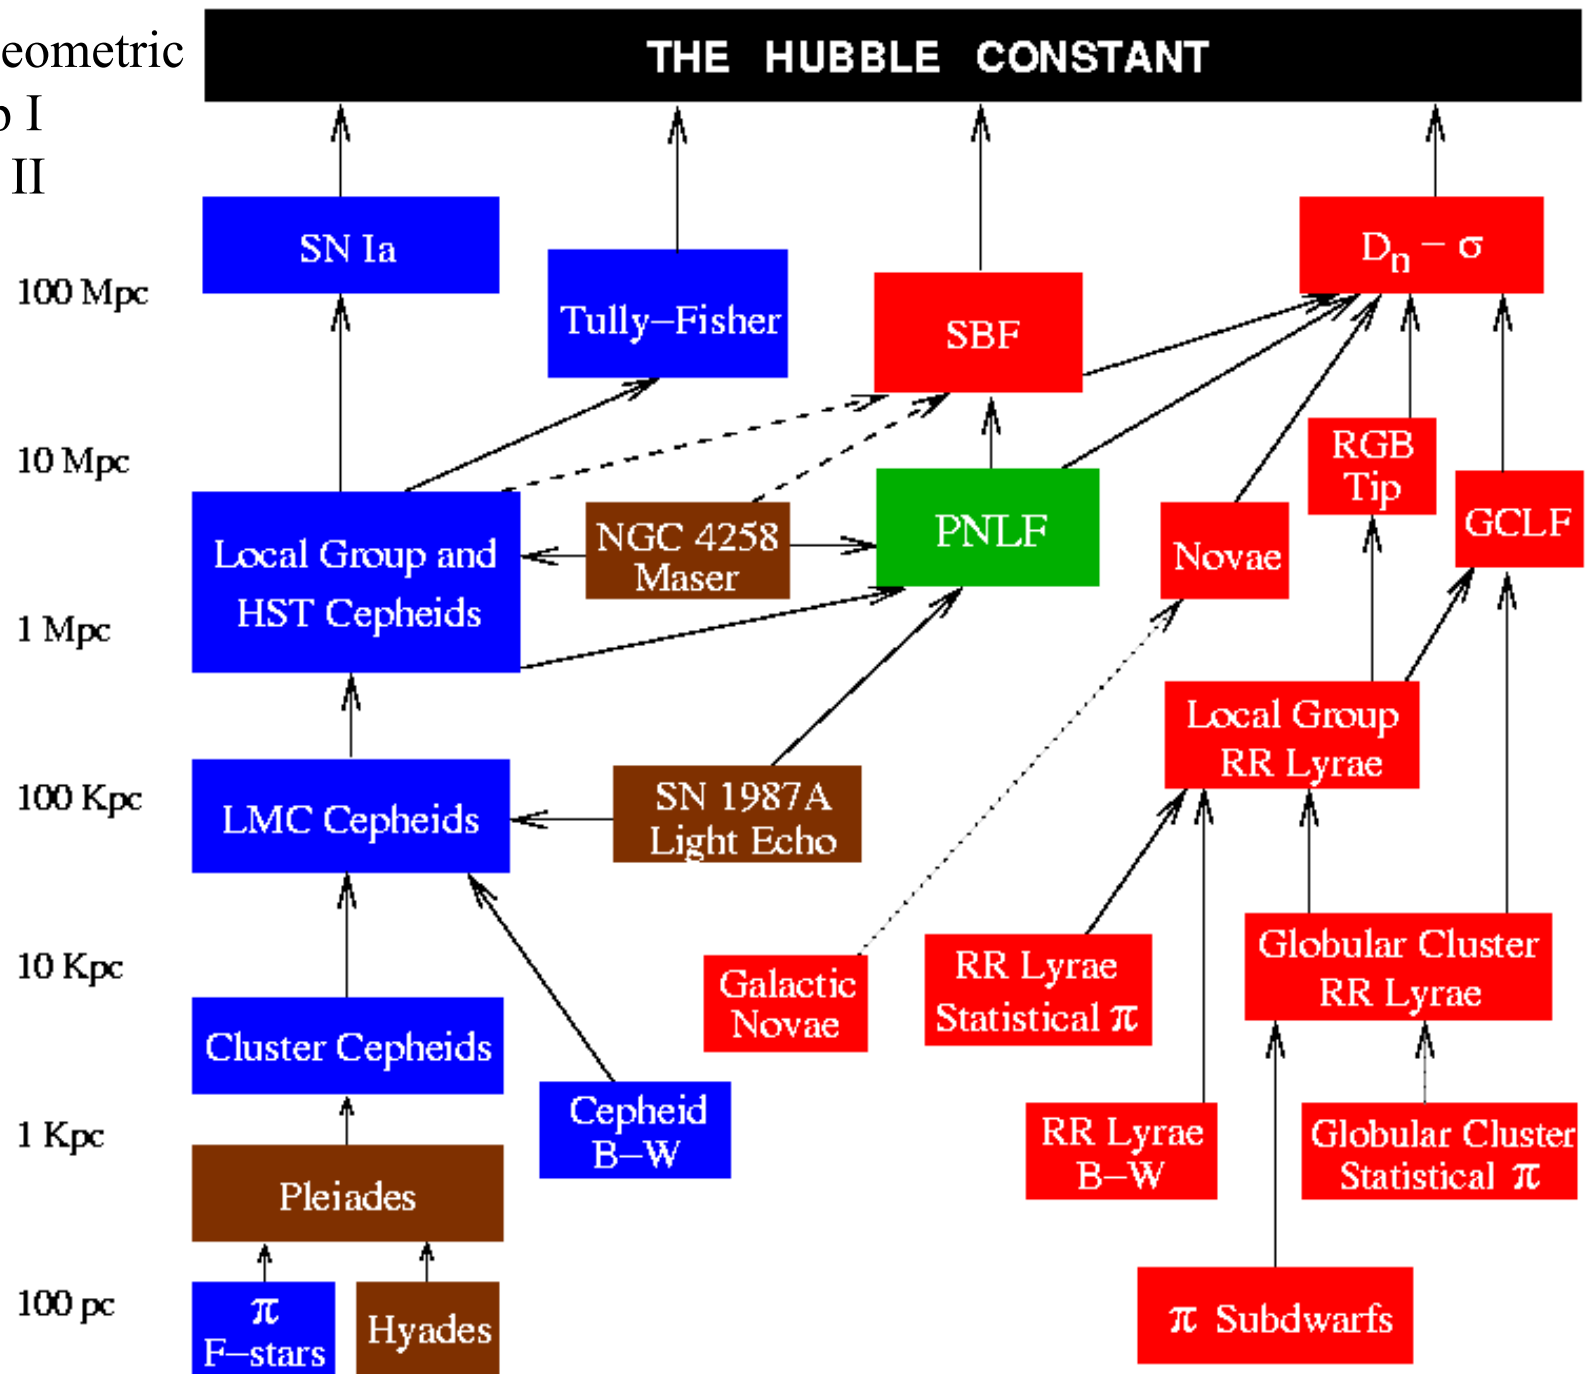 eometric
THE HUBBLE CONSTANT
I
II
SN Ia
Dn − σ
100 Mpc
Tully−Fisher
SBF
10 Mpc
RGB
Tip
Local Group and
HST Cepheids
NGC 4258
Maser
PNLF
Novae
GCLF
1 Mpc
Local Group
RR Lyrae
100 Kpc
LMC Cepheids
SN 1987A
Light Echo
10 Kpc
Galactic
Novae
RR Lyrae
Statistical π
Globular Cluster
RR Lyrae
Cluster Cepheids
Cepheid
B−W
1 Kpc
RR Lyrae
B−W
Globular Cluster
Statistical π
Pleiades
100 pc
π
F−stars
Hyades
π Subdwarfs